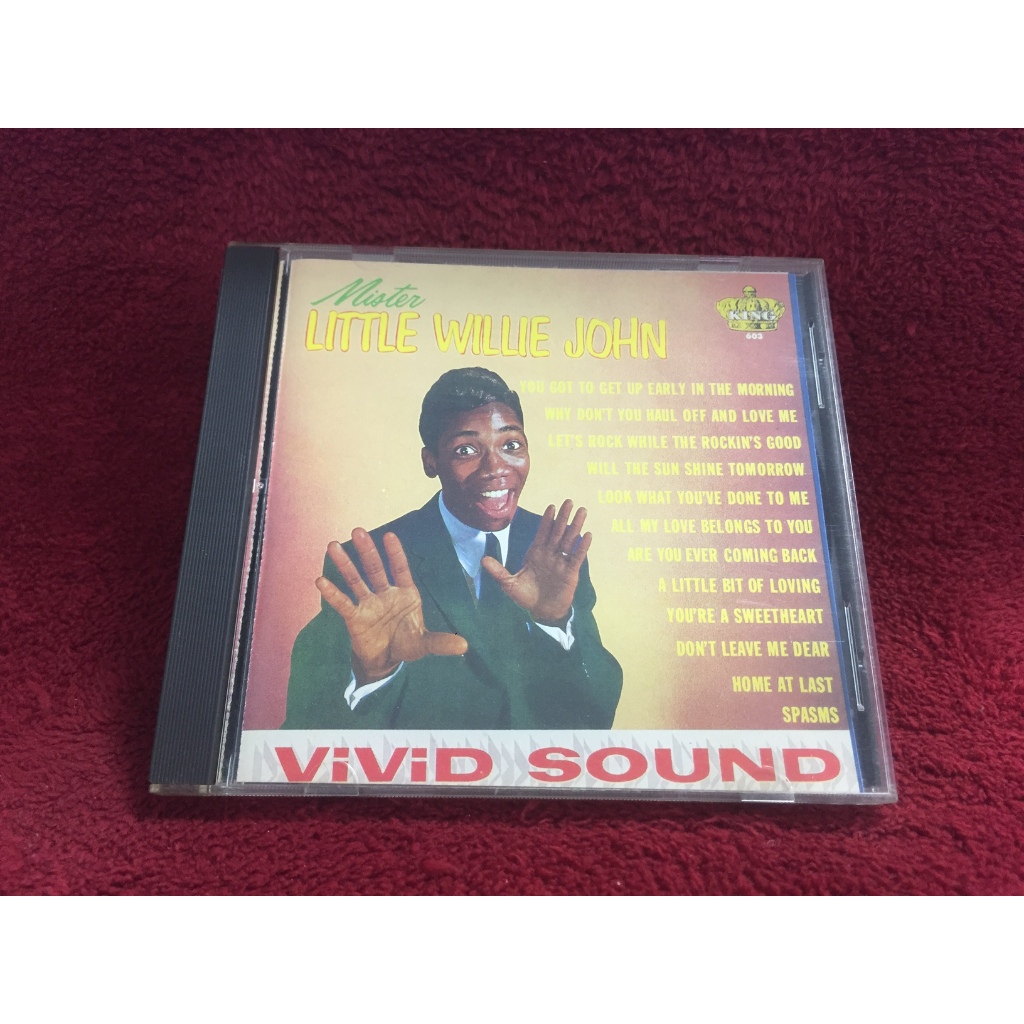 Mister
LITTLE WILLIE JOHN
KING
603
YOU GOT TO GET UP EARLY IN THE MORNING
WHY DON'T YOU HAUL OFF AND LOVE ME
LET'S ROCK WHILE THE ROCKIN'S GOOD
WILL THE SUN SHINE TOMORROW
LOOK WHAT YOU'VE DONE TO ME
ALL MY LOVE BELONGS TO YOU
ARE YOU EVER COMING BACK
A LITTLE BIT OF LOVING
YOU'RE A SWEETHEART
DON'T LEAVE ME DEAR
HOME AT LAST
SPASMS
ViViD SOUND